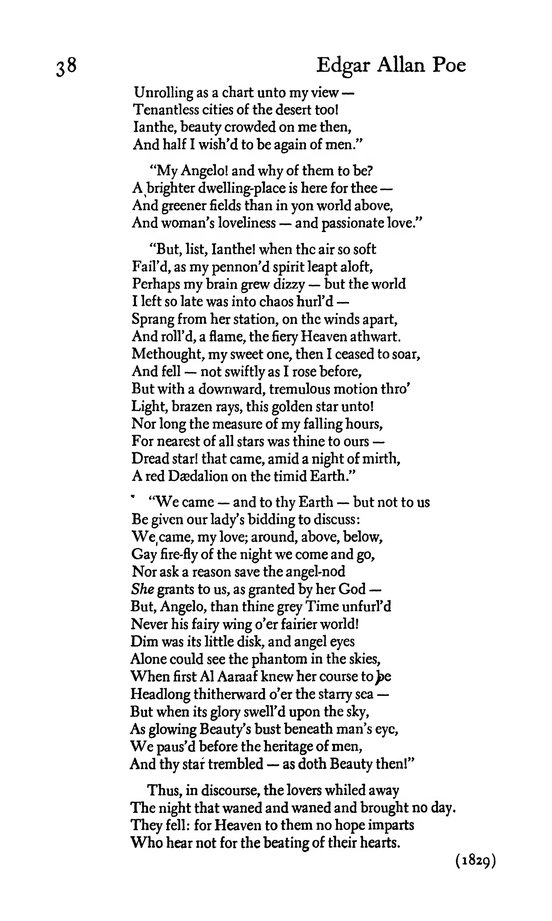 38
Edgar Allan Poe
Unrolling as a chart unto my view —
Tenantless cities of the desert too!
Ianthe, beauty crowded on me then,
And half I wish'd to be again of men."
"My Angelo! and why of them to be?
A brighter dwelling-place is here for thee —
And greener fields than in yon world above,
And woman's loveliness — and passionate love."
"But, list, Ianthe! when the air so soft
Fail'd, as my pennon'd spirit leapt aloft,
Perhaps my brain grew dizzy — but the world
I left so late was into chaos hurl'd —
Sprang from her station, on the winds apart,
And roll'd, a flame, the fiery Heaven athwart.
Methought, my sweet one, then I ceased to soar,
And fell — not swiftly as I rose before,
But with a downward, tremulous motion thro'
Light, brazen rays, this golden star unto!
Nor long the measure of my falling hours,
For nearest of all stars was thine to ours —
Dread star! that came, amid a night of mirth,
A red Dædalion on the timid Earth."
"We came — and to thy Earth — but not to us
Be given our lady's bidding to discuss:
We came, my love; around, above, below,
Gay fire-fly of the night we come and go,
Nor ask a reason save the angel-nod
She grants to us, as granted by her God —
But, Angelo, than thine grey Time unfurl'd
Never his fairy wing o'er fairier world!
Dim was its little disk, and angel eyes
Alone could see the phantom in the skies,
When first Al Aaraaf knew her course to be
Headlong thitherward o'er the starry sea —
But when its glory swell'd upon the sky,
As glowing Beauty's bust beneath man's eye,
We paus'd before the heritage of men,
And thy star trembled — as doth Beauty then!"
Thus, in discourse, the lovers whiled away
The night that waned and waned and brought no day.
They fell: for Heaven to them no hope imparts
Who hear not for the beating of their hearts.
(1829)